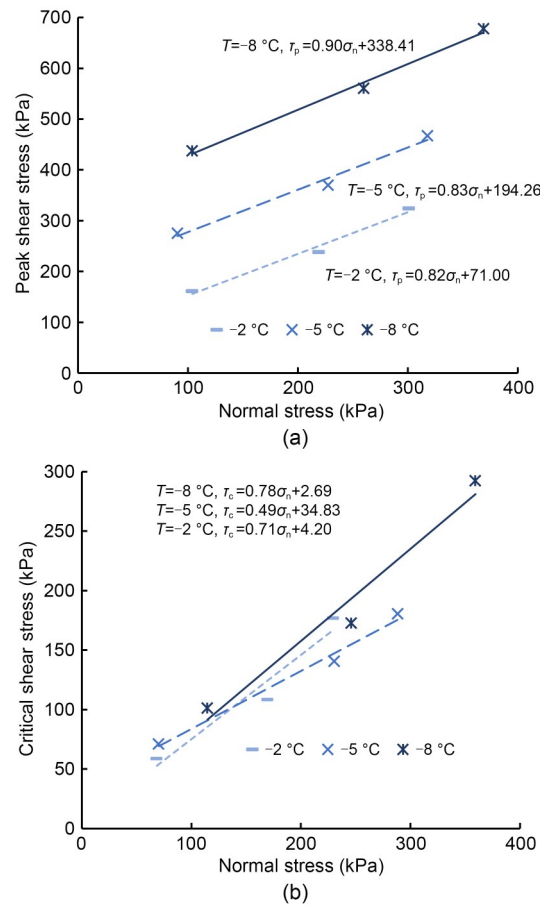 700
600
500
400
300
200
100
0
Peak shear stress (kPa)
T=−8 °C, τp=0.90σn+338.41
T=−5 °C, τp=0.83σn+194.26
T=−2 °C, τp=0.82σn+71.00
−2 °C −5 °C −8 °C
0 100 200 300 400
Normal stress (kPa)
(a)
300
250
200
150
100
50
0
Critical shear stress (kPa)
T=−8 °C, τc=0.78σn+2.69
T=−5 °C, τc=0.49σn+34.83
T=−2 °C, τc=0.71σn+4.20
−2 °C −5 °C −8 °C
0 100 200 300 400
Normal stress (kPa)
(b)